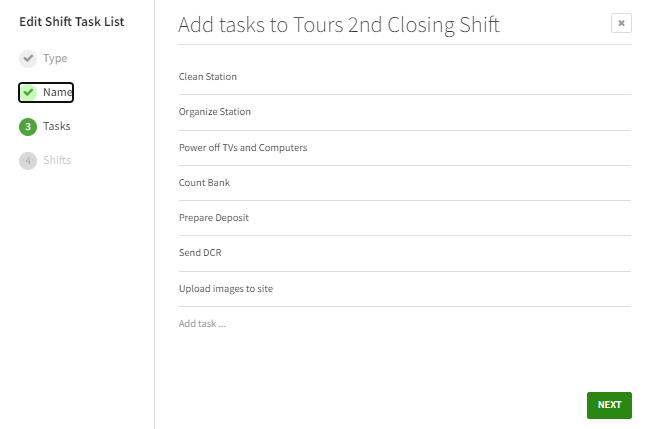 Edit Shift Task List
Type
Name
3 Tasks
4 Shifts
Add tasks to Tours 2nd Closing Shift
Clean Station
Organize Station
Power off TVs and Computers
Count Bank
Prepare Deposit
Send DCR
Upload images to site
Add task ...
NEXT